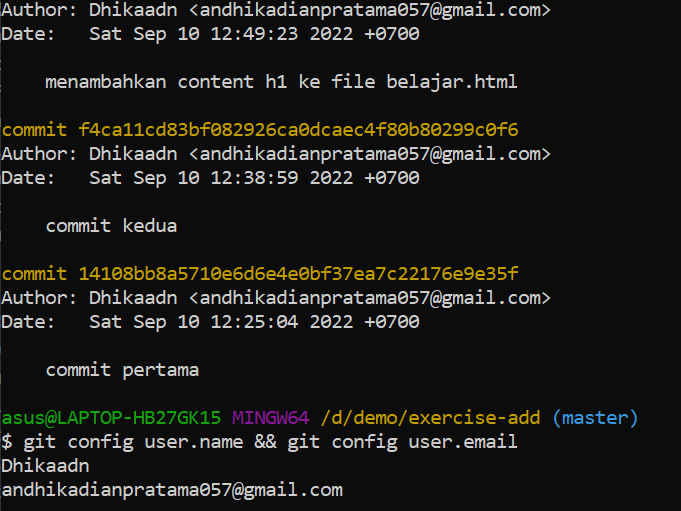 Author: Dhikaadn <andhikadianpratama057@gmail.com>
Date:   Sat Sep 10 12:49:23 2022 +0700
    menambahkan content h1 ke file belajar.html
commit f4ca11cd83bf082926ca0dcaec4f80b80299c0f6
Author: Dhikaadn <andhikadianpratama057@gmail.com>
Date:   Sat Sep 10 12:38:59 2022 +0700
    commit kedua
commit 14108bb8a5710e6d6e4e0bf37ea7c22176e9e35f
Author: Dhikaadn <andhikadianpratama057@gmail.com>
Date:   Sat Sep 10 12:25:04 2022 +0700
    commit pertama
asus@LAPTOP-HB27GK15 MINGW64 /d/demo/exercise-add (master)
$ git config user.name && git config user.email
Dhikaadn
andhikadianpratama057@gmail.com